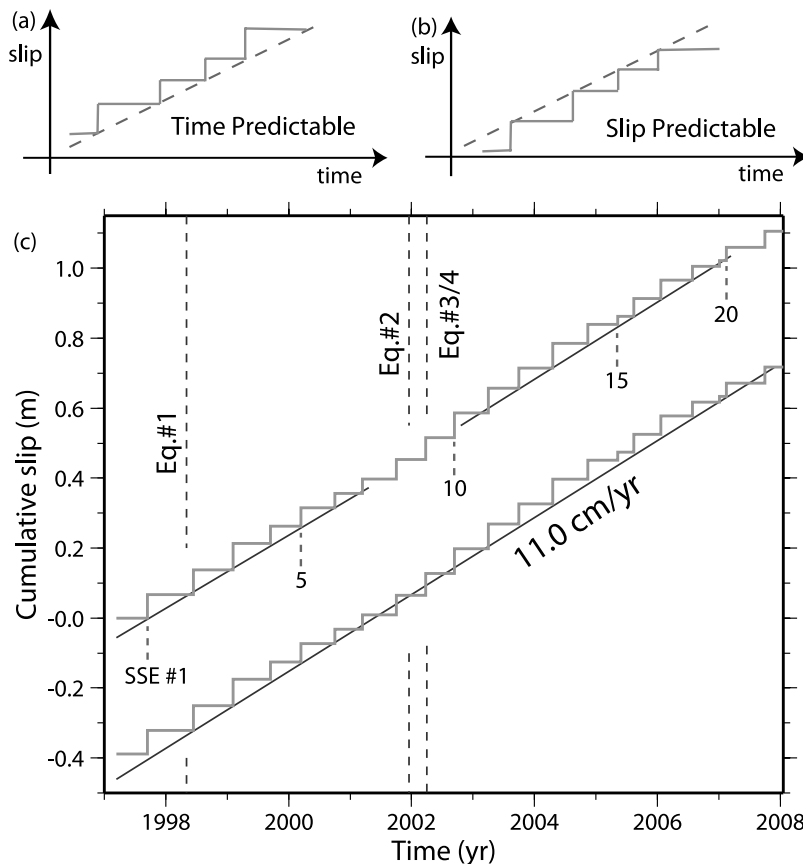 (a)
slip
Time Predictable
time
(b)
slip
Slip Predictable
time
(c)
Cumulative slip (m)
1.0
0.8
0.6
0.4
0.2
-0.0
-0.2
-0.4
Eq.#1
Eq.#2
Eq.#3/4
SSE #1
5
10
15
20
11.0 cm/yr
1998
2000
2002
2004
2006
2008
Time (yr)